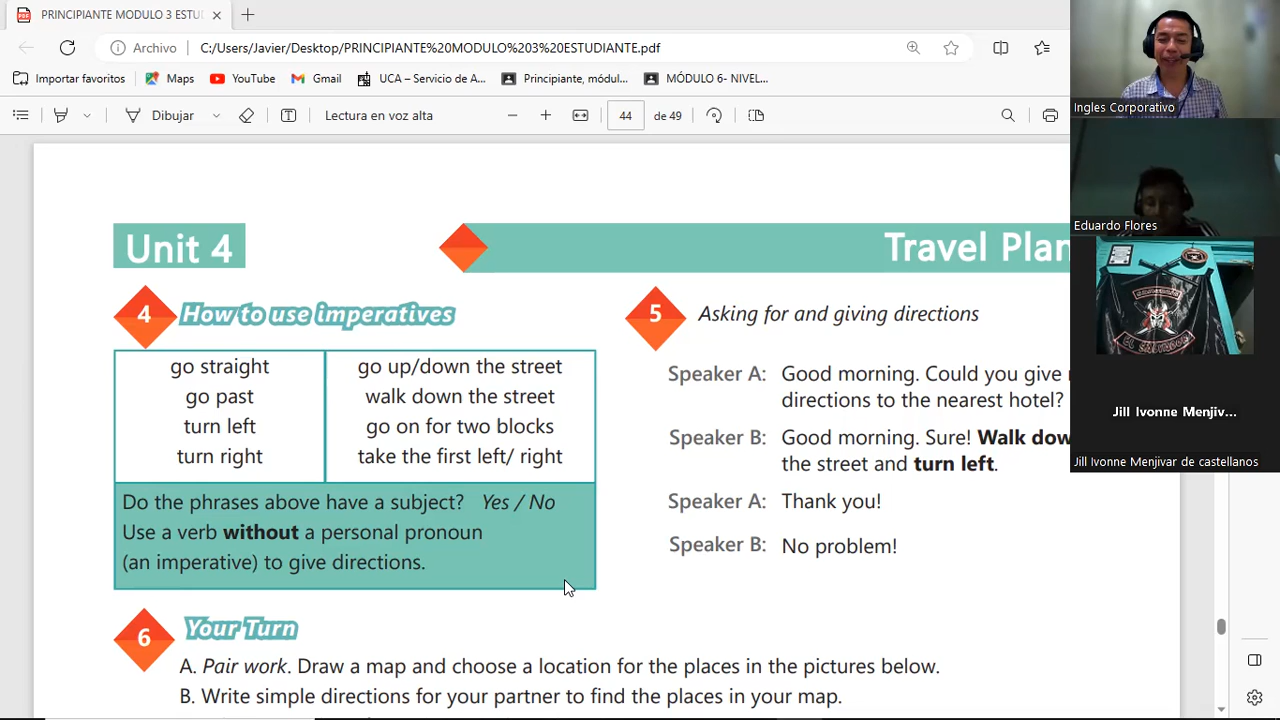 PRINCIPIANTE MODULO 3 ESTU
Archivo
C:/Users/Javier/Desktop/PRINCIPIANTE%20MODULO%203%20ESTUDIANTE.pdf
Importar favoritos
Maps
YouTube
Gmail
UCA – Servicio de A...
Principiante, módul...
MÓDULO 6- NIVEL...
Dibujar
Lectura en voz alta
44
de 49
Unit 4
Travel Plan
4
How to use imperatives
go straight
go past
turn left
turn right
go up/down the street
walk down the street
go on for two blocks
take the first left/ right
Do the phrases above have a subject? Yes / No
Use a verb without a personal pronoun
(an imperative) to give directions.
5
Asking for and giving directions
Speaker A: Good morning. Could you give
directions to the nearest hotel?
Speaker B: Good morning. Sure! Walk dow
the street and turn left.
Speaker A: Thank you!
Speaker B: No problem!
6
Your Turn
A. Pair work. Draw a map and choose a location for the places in the pictures below.
B. Write simple directions for your partner to find the places in your map.
Ingles Corporativo
Eduardo Flores
Jill Ivonne Menjiv...
Jill Ivonne Menjivar de castellanos